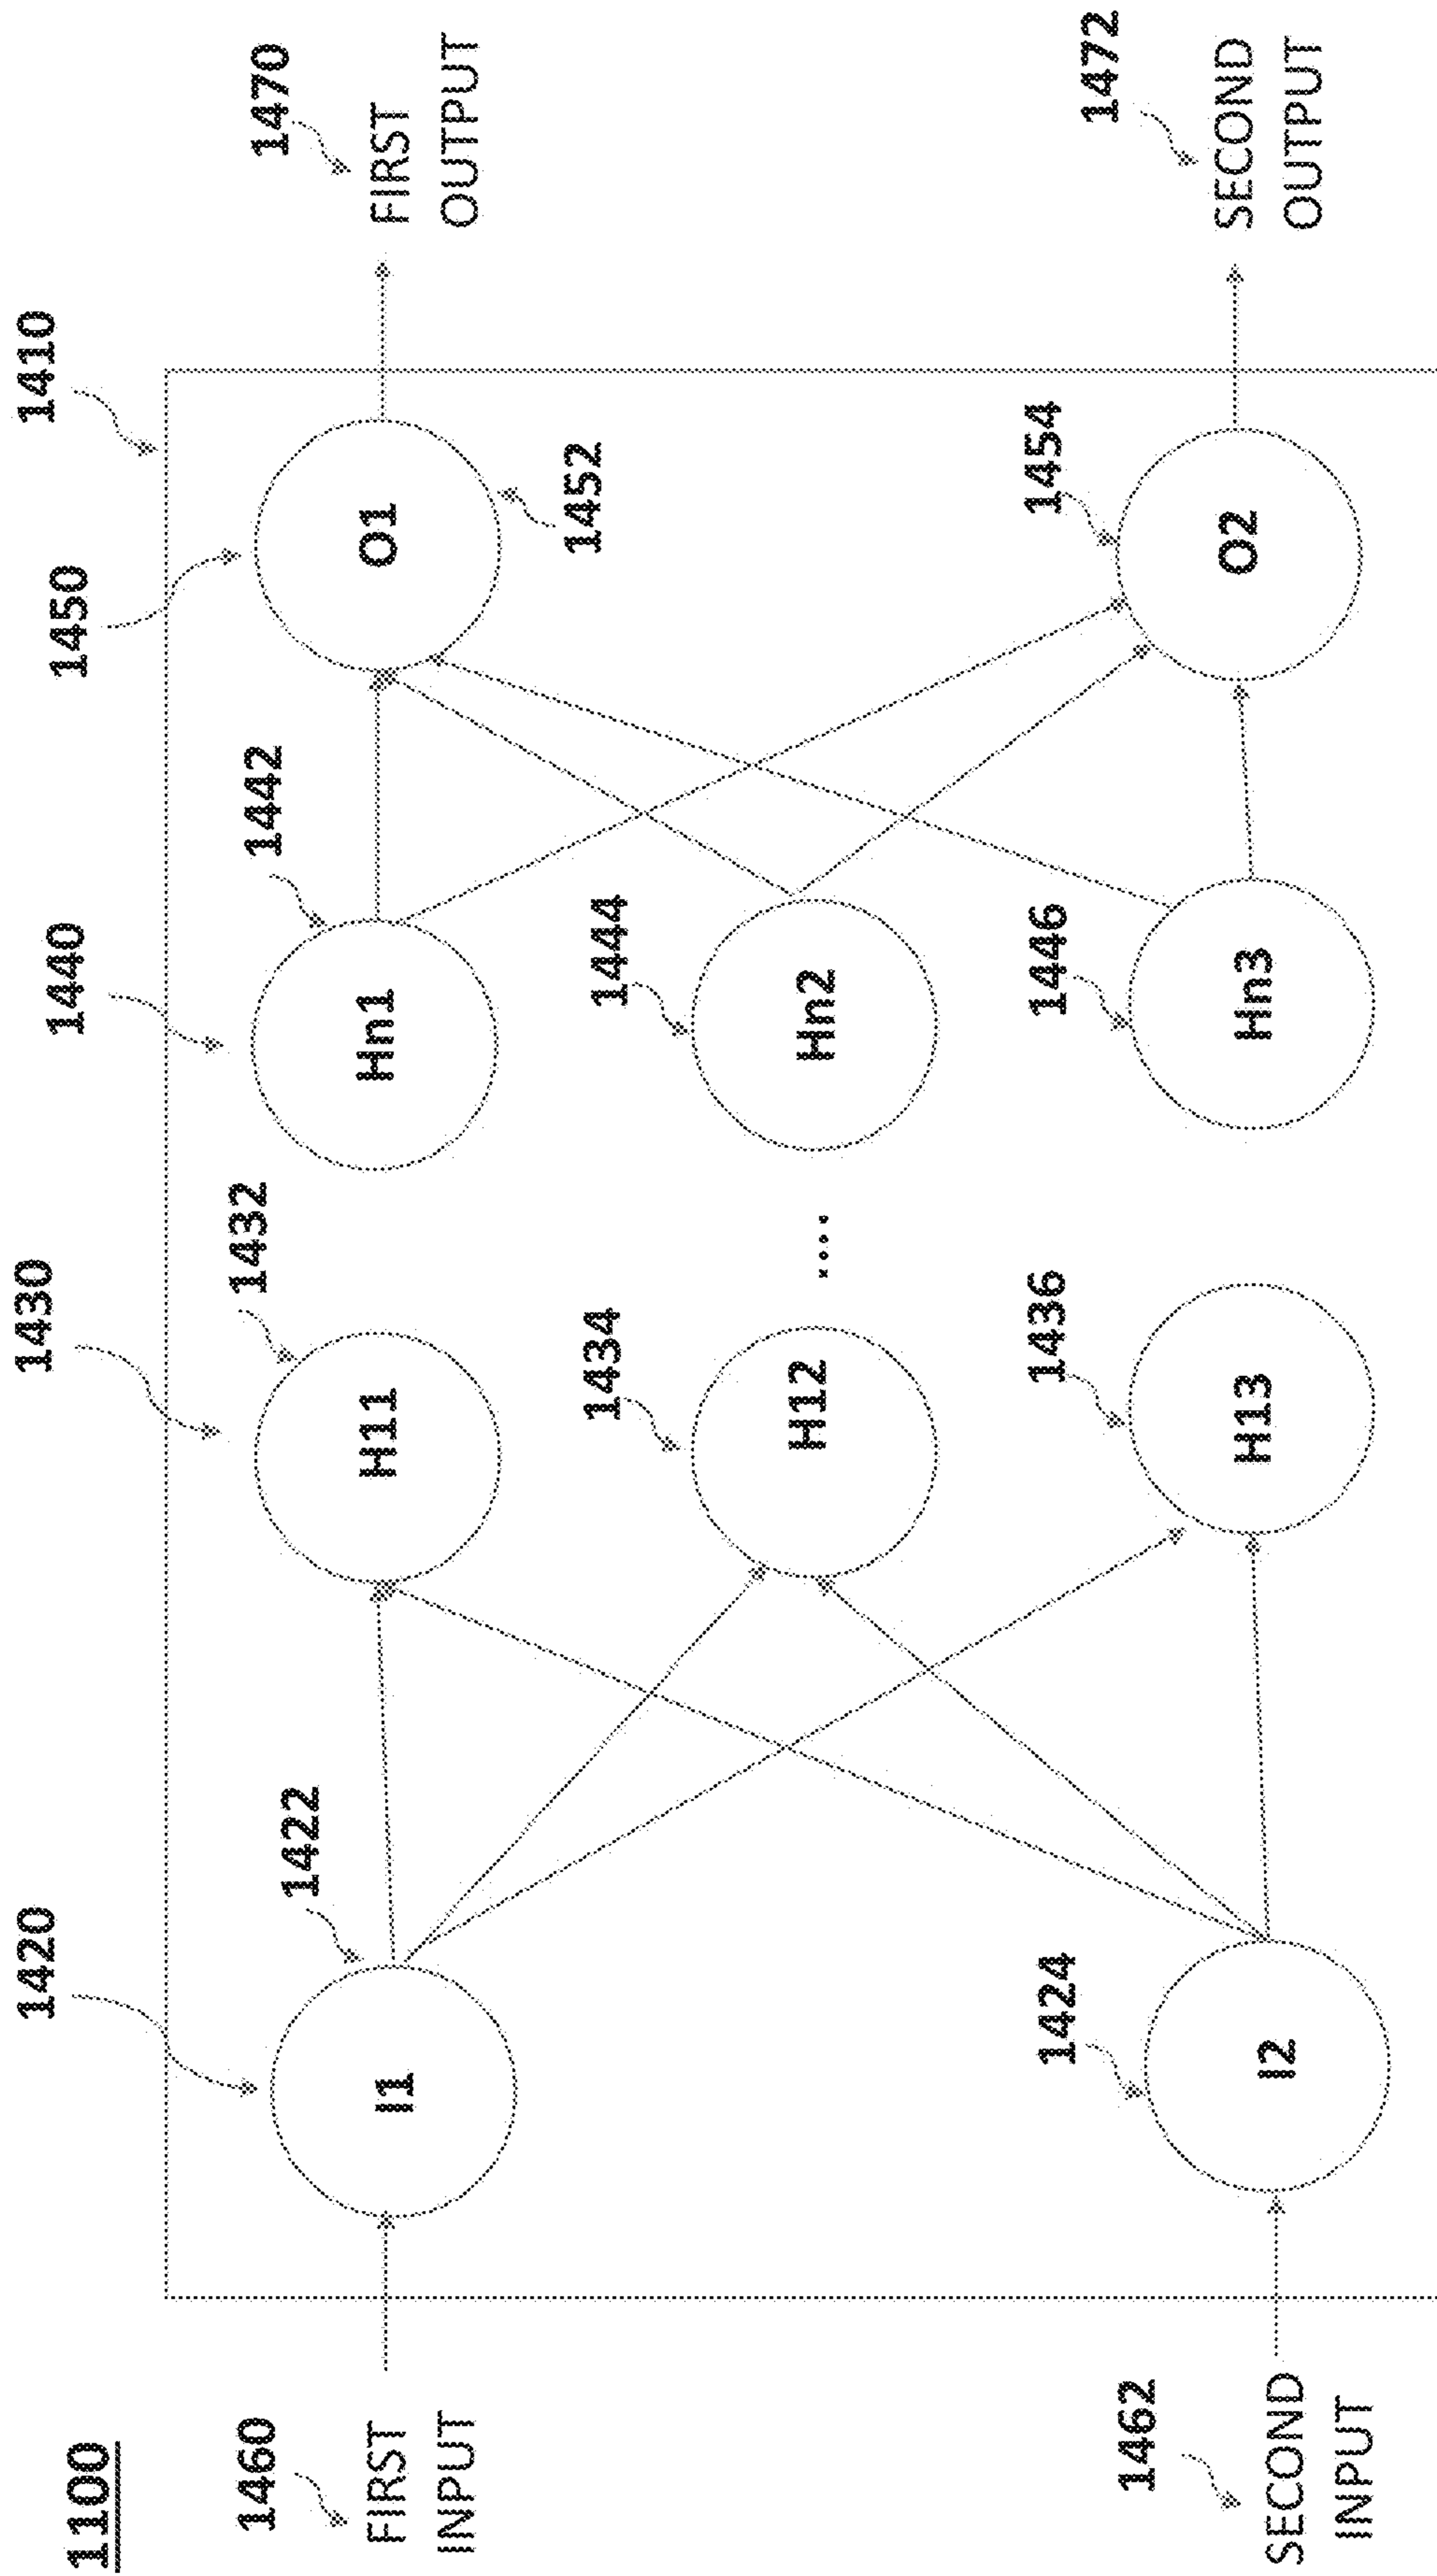 1100
1410
1420
1430
1440
1450
1460
FIRST
INPUT
I1
1422
H11
1432
Hn1
1442
O1
1452
1470
FIRST
OUTPUT
1434
H12
....
1444
Hn2
1462
SECOND
INPUT
1424
I2
1436
H13
1446
Hn3
1454
O2
1472
SECOND
OUTPUT